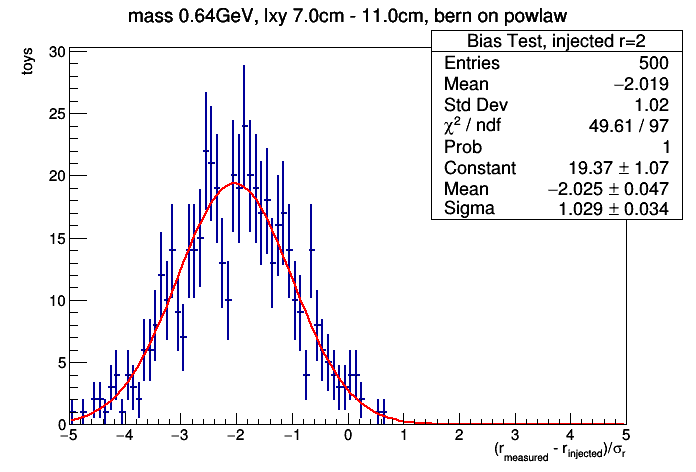 mass 0.64GeV, lxy 7.0cm - 11.0cm, bern on powlaw
Bias Test, injected r=2
Entries 500
Mean −2.019
Std Dev 1.02
χ² / ndf 49.61 / 97
Prob 1
Constant 19.37 ± 1.07
Mean −2.025 ± 0.047
Sigma 1.029 ± 0.034
toys
30
25
20
15
10
5
0
−5 −4 −3 −2 −1 0 1 2 3 4 5
(r_measured - r_injected)/σ_r